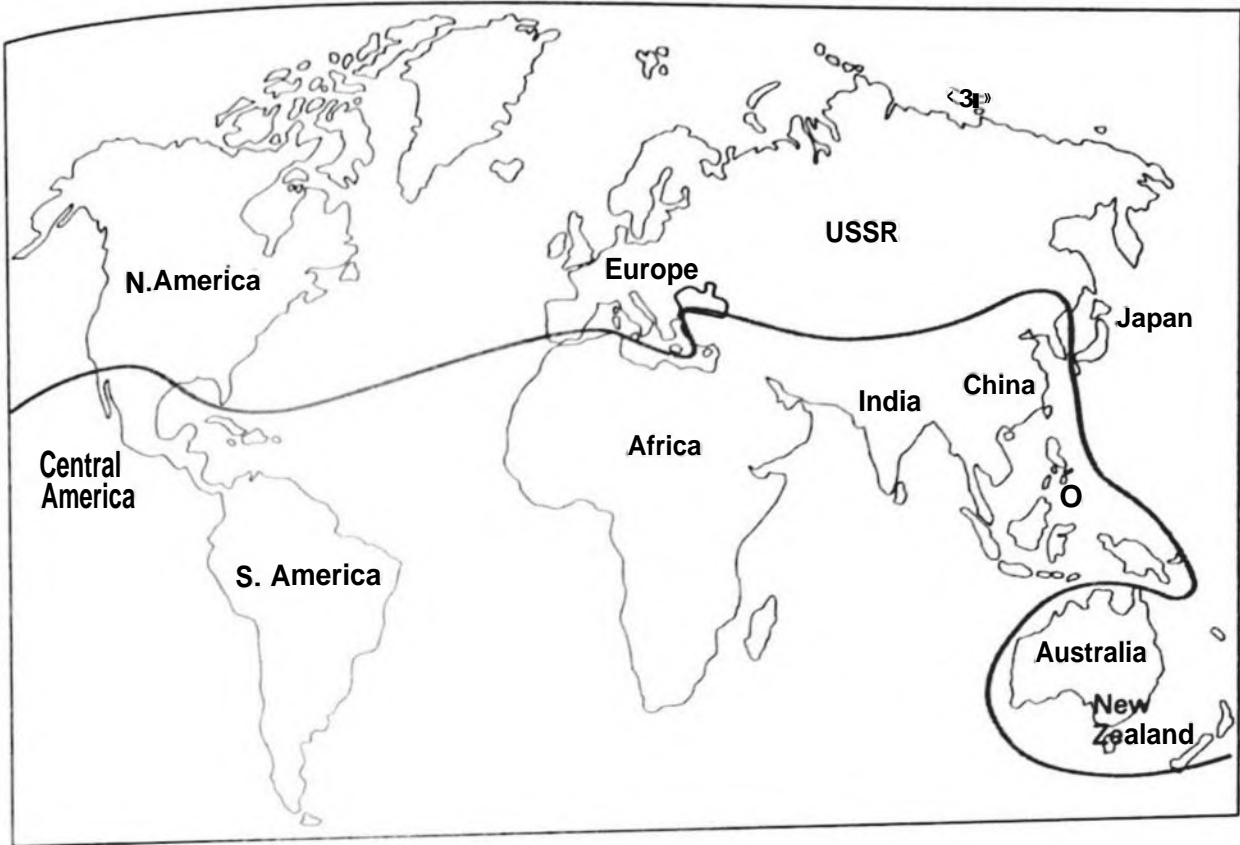 USSR
Europe
N.America
Japan
China
India
Africa
Central
America
S. America
Australia
New
Zealand